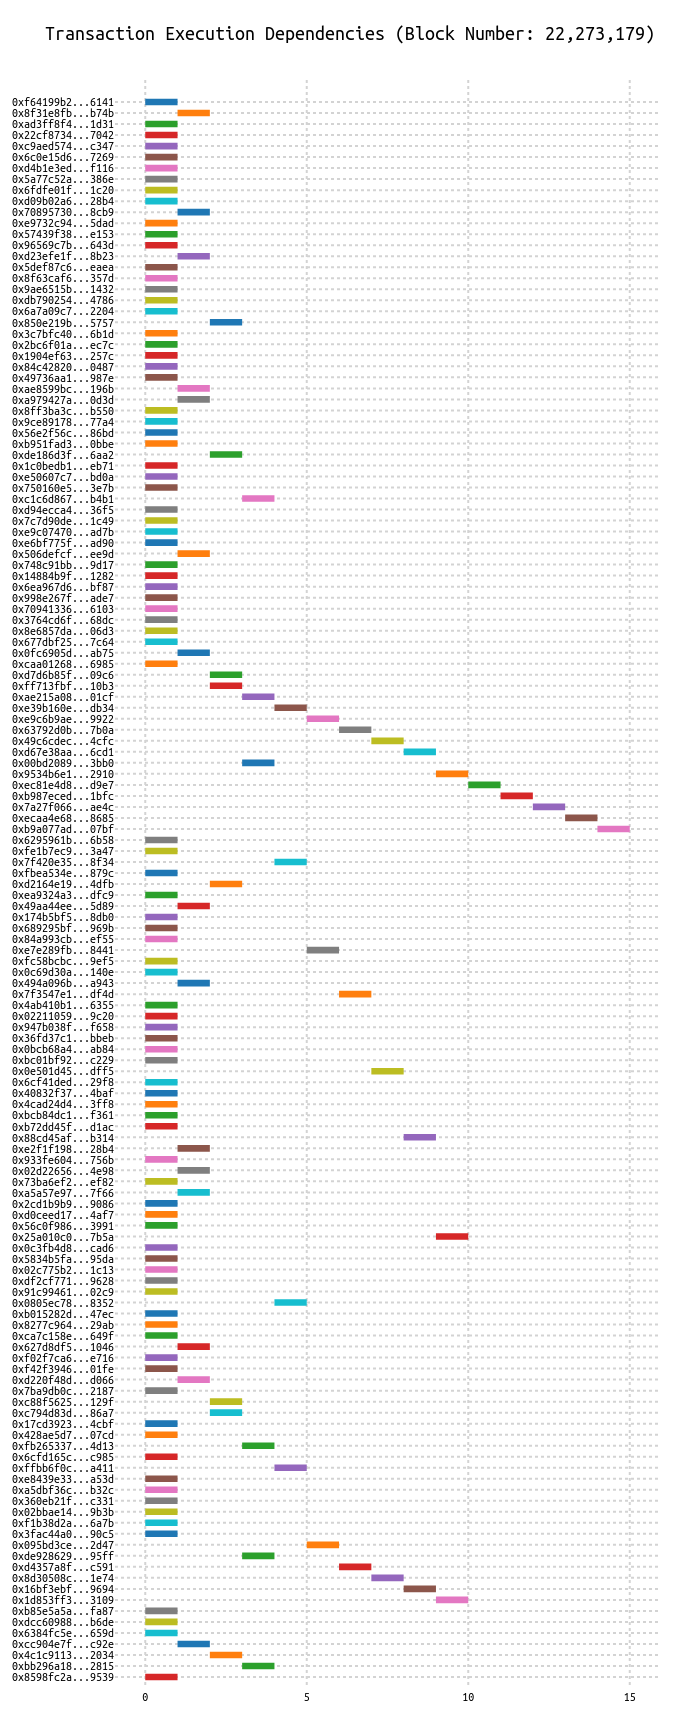 Transaction Execution Dependencies (Block Number: 22,273,179)
0xf64199b2...6141
0x8f31e8fb...b74b
0xad3ff8f4...1d31
0x22cf8734...7042
0xc9aed574...c347
0x6c0e15d6...7269
0xd4b1e3ed...f116
0x5a77c52a...386e
0x6fdfe01f...1c20
0xd09b02a6...28b4
0x70895730...8cb9
0xe9732c94...5dad
0x57439f38...e153
0x96569c7b...643d
0xd23efe1f...8b23
0x5def87c6...eaea
0x8f63caf6...357d
0x9ae6515b...1432
0xdb790254...4786
0x6a7a09c7...2204
0x850e219b...5757
0x3c7bfc40...6b1d
0x2bc6f01a...ec7c
0x1904ef63...257c
0x84c42820...0487
0x49736aa1...987e
0xae8599bc...196b
0xa979427a...0d3d
0x8ff3ba3c...b550
0x9ce89178...77a4
0x56e2f56c...86bd
0xb951fad3...0bbe
0xde186d3f...6aa2
0x1c0bedb1...eb71
0xe50607c7...bd0a
0x750160e5...3e7b
0xc1c6d867...b4b1
0xd94ecca4...36f5
0x7c7d90de...1c49
0xe9c07470...ad7b
0xe6bf775f...ad90
0x506defcf...ee9d
0x748c91bb...9d17
0x14884b9f...1282
0x6ea967d6...bf87
0x998e267f...ade7
0x70941336...6103
0x3764cd6f...68dc
0x8e6857da...06d3
0x677dbf25...7c64
0x0fc6905d...ab75
0xcaa01268...6985
0xd7d6b85f...09c6
0xff713fbf...10b3
0xae215a08...01cf
0xe39b160e...db34
0xe9c6b9ae...9922
0x63792d0b...7b0a
0x49c6cdec...4cfc
0xd67e38aa...6cd1
0x00bd2089...3bb0
0x9534b6e1...2910
0xec81e4d8...d9e7
0xb987eced...1bfc
0x7a27f066...ae4c
0xecaa4e68...8685
0xb9a077ad...07bf
0x6295961b...6b58
0xfe1b7ec9...3a47
0x7f420e35...8f34
0xfbea534e...879c
0xd2164e19...4dfb
0xea9324a3...dfc9
0x49aa44ee...5d89
0x174b5bf5...8db0
0x689295bf...969b
0x84a993cb...ef55
0xe7e289fb...8441
0xfc58bcbc...9ef5
0x0c69d30a...140e
0x494a096b...a943
0x7f3547e1...df4d
0x4ab410b1...6355
0x02211059...9c20
0x947b038f...f658
0x36fd37c1...bbeb
0x0bcb68a4...ab84
0xbc01bf92...c229
0x0e501d45...dff5
0x6cf41ded...29f8
0x40832f37...4baf
0x4cad24d4...3ff8
0xbcb84dc1...f361
0xb72dd45f...d1ac
0x88cd45af...b314
0xe2f1f198...28b4
0x933fe604...756b
0x02d22656...4e98
0x73ba6ef2...ef82
0xa5a57e97...7f66
0x2cd1b9b9...9086
0xd0ceed17...4af7
0x56c0f986...3991
0x25a010c0...7b5a
0x0c3fb4d8...cad6
0x5834b5fa...95da
0x02c775b2...1c13
0xdf2cf771...9628
0x91c99461...02c9
0x0805ec78...8352
0xb015282d...47ec
0x8277c964...29ab
0xca7c158e...649f
0x627d8df5...1046
0xf02f7ca6...e716
0xf42f3946...01fe
0xd220f48d...d066
0x7ba9db0c...2187
0xc88f5625...129f
0xc794d83d...86a7
0x17cd3923...4cbf
0x428ae5d7...07cd
0xfb265337...4d13
0x6cfd165c...c985
0xffbb6f0c...a411
0xe8439e33...a53d
0xa5dbf36c...b32c
0x360eb21f...c331
0x02bbae14...9b3b
0xf1b38d2a...6a7b
0x3fac44a0...90c5
0x095bd3ce...2d47
0xde928629...95ff
0xd4357a8f...c591
0x8d30508c...1e74
0x16bf3ebf...9694
0x1d853ff3...3109
0xb85e5a5a...fa87
0xdcc60988...b6de
0x6384fc5e...659d
0xcc904e7f...c92e
0x4c1c9113...2034
0xbb296a18...2815
0x8598fc2a...9539
0 5 10 15